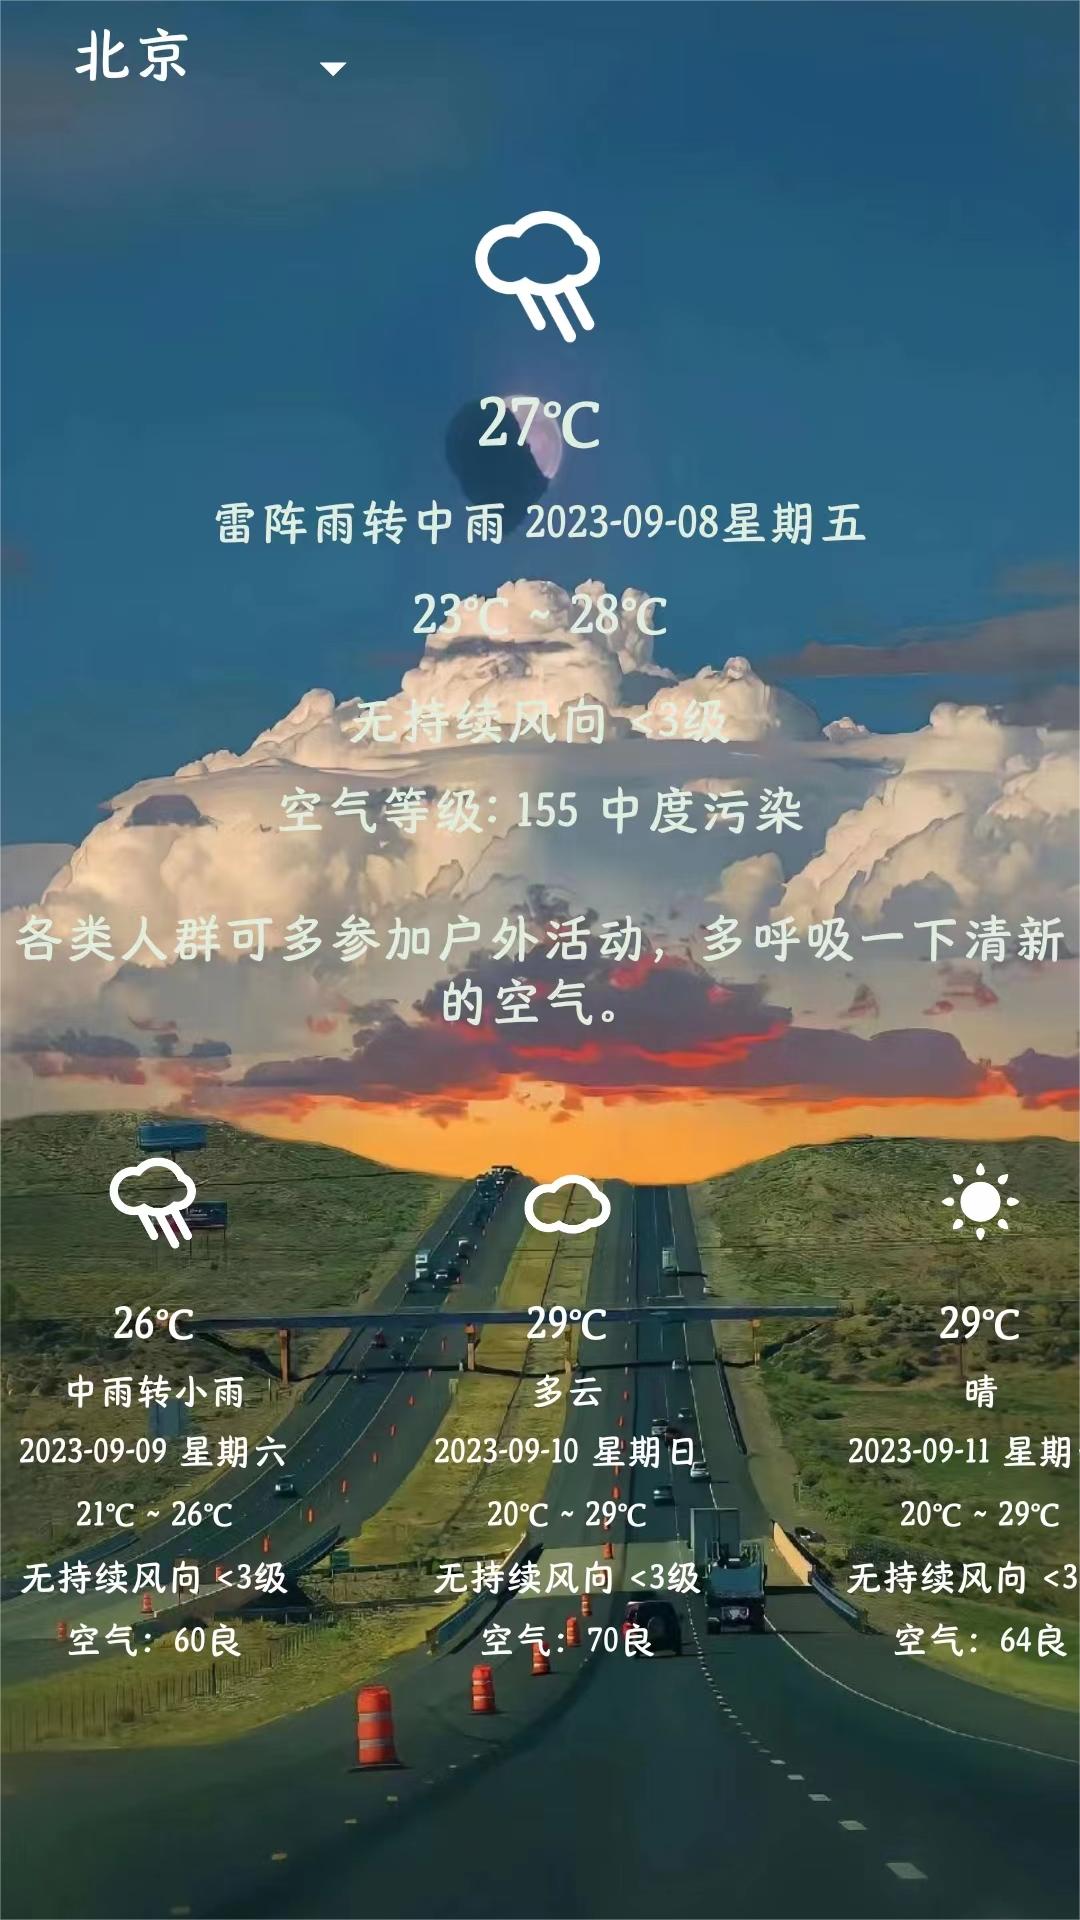 北京
27℃
雷阵雨转中雨 2023-09-08星期五
23℃ ~ 28℃
无持续风向 <3级
空气等级: 155 中度污染
各类人群可多参加户外活动，多呼吸一下清新
的空气。
26℃
中雨转小雨
2023-09-09 星期六
21℃ ~ 26℃
无持续风向 <3级
空气：60良
29℃
多云
2023-09-10 星期日
20℃ ~ 29℃
无持续风向 <3级
空气：70良
29℃
晴
2023-09-11 星期
20℃ ~ 29℃
无持续风向 <3
空气：64良